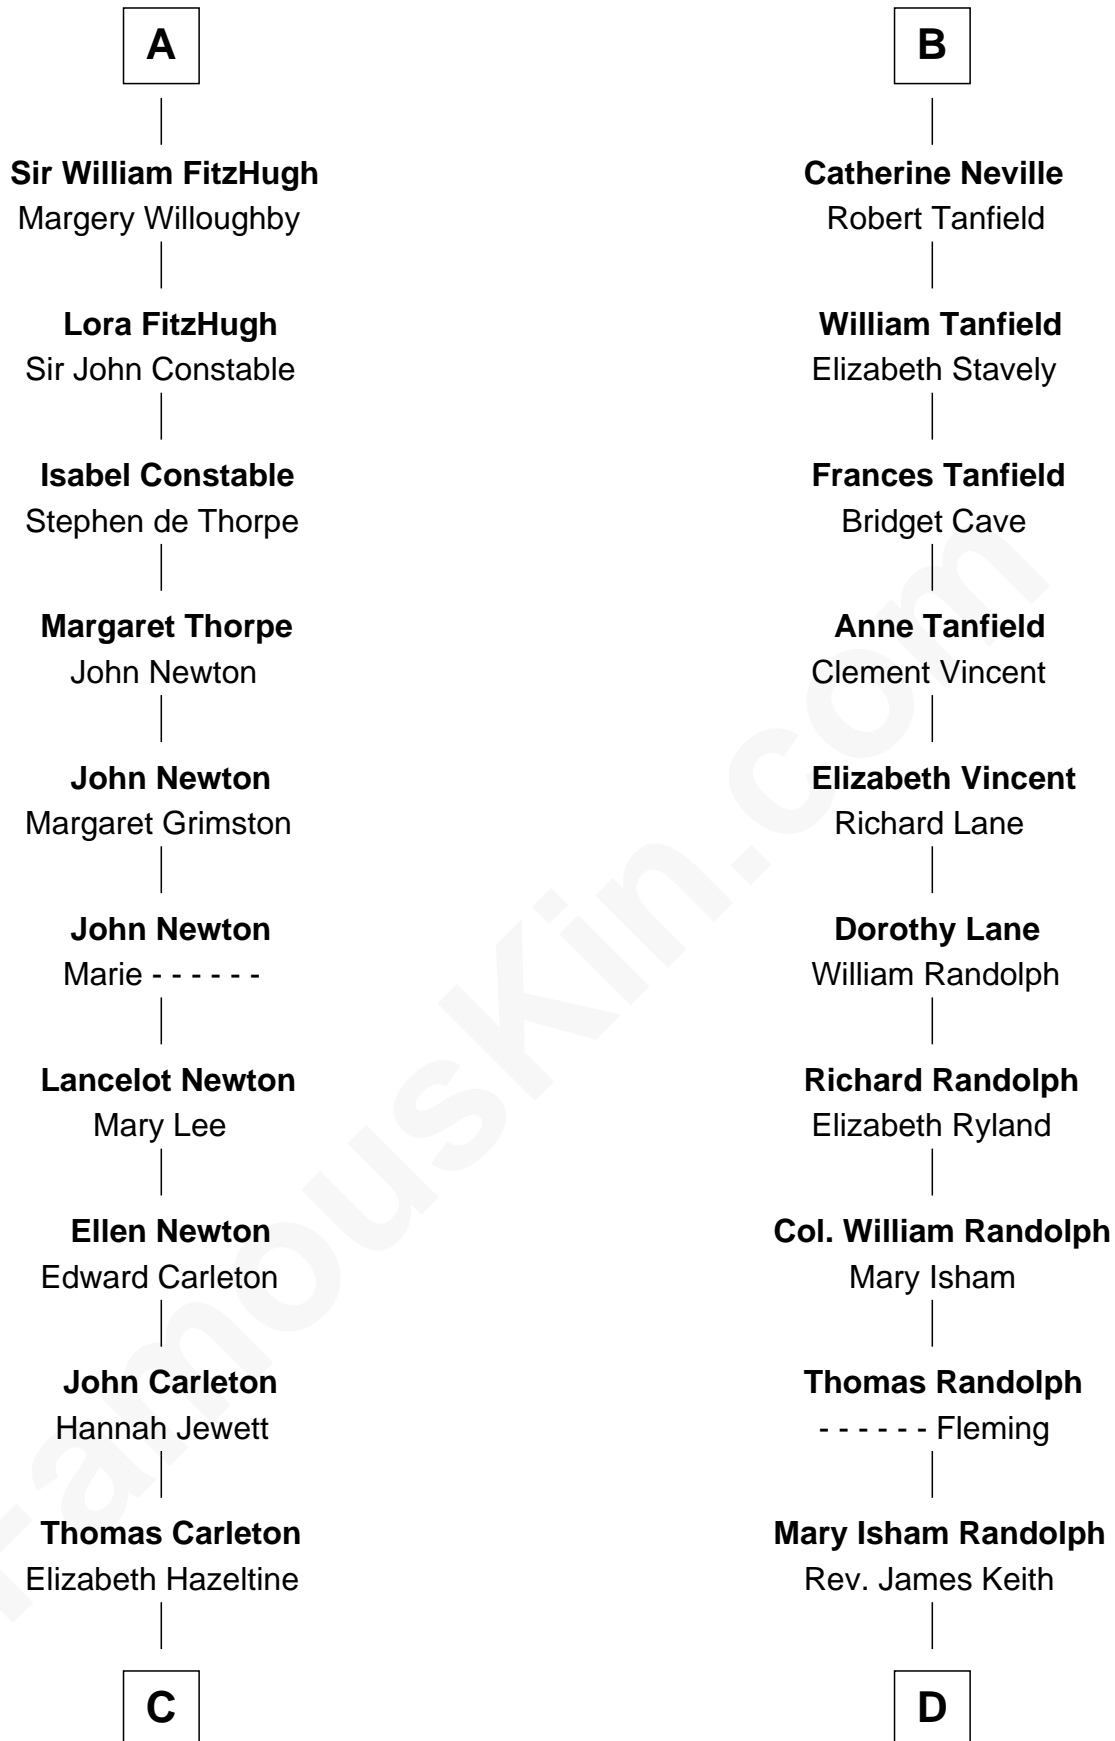 A
Sir William FitzHugh
Margery Willoughby
Lora FitzHugh
Sir John Constable
Isabel Constable
Stephen de Thorpe
Margaret Thorpe
John Newton
John Newton
Margaret Grimston
John Newton
Marie - - - - - -
Lancelot Newton
Mary Lee
Ellen Newton
Edward Carleton
John Carleton
Hannah Jewett
Thomas Carleton
Elizabeth Hazeltine
C
B
Catherine Neville
Robert Tanfield
William Tanfield
Elizabeth Stavely
Frances Tanfield
Bridget Cave
Anne Tanfield
Clement Vincent
Elizabeth Vincent
Richard Lane
Dorothy Lane
William Randolph
Richard Randolph
Elizabeth Ryland
Col. William Randolph
Mary Isham
Thomas Randolph
- - - - - - Fleming
Mary Isham Randolph
Rev. James Keith
D
FamousKin.com